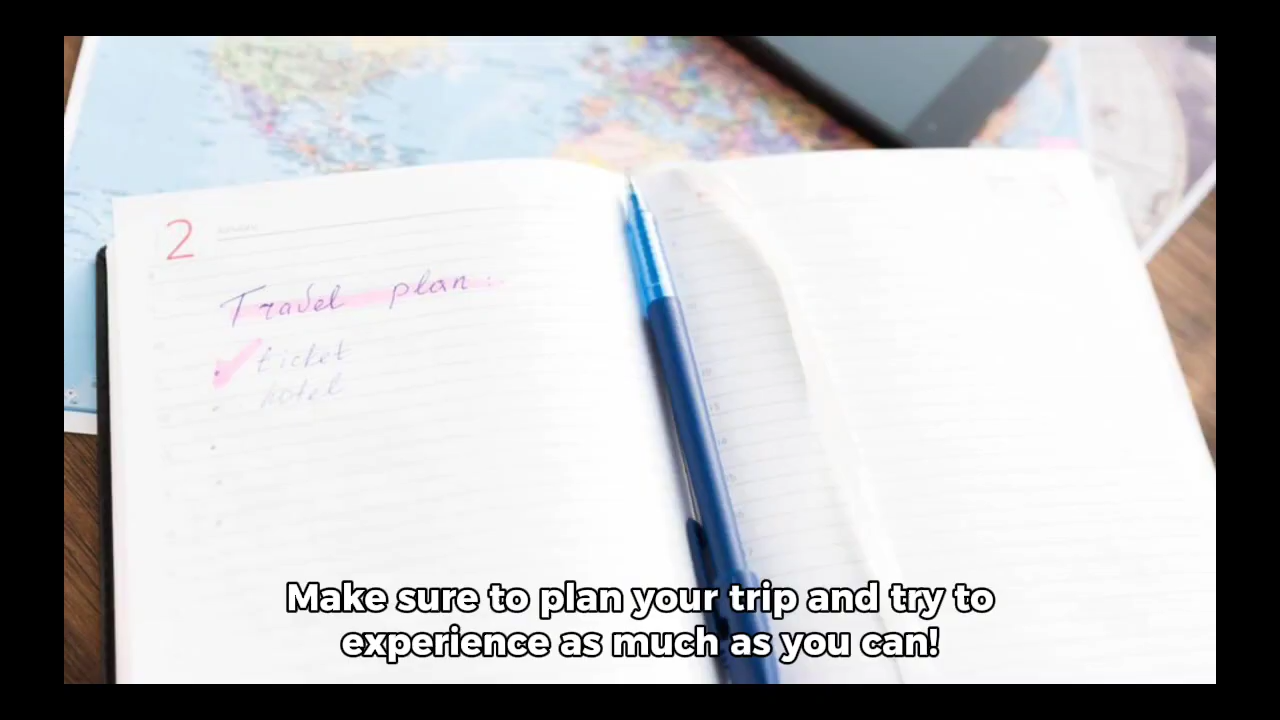 2
Travel plan:
ticket
hotel
Make sure to plan your trip and try to
experience as much as you can!